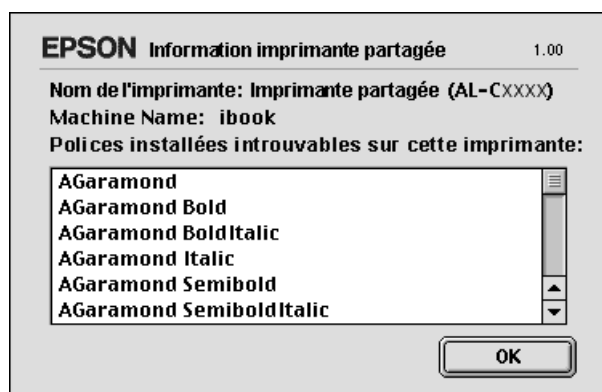 EPSON Information imprimante partagée 1.00
Nom de l'imprimante: Imprimante partagée (AL-CXXXX)
Machine Name: ibook
Polices installées introuvables sur cette imprimante:
AGaramond
AGaramond Bold
AGaramond BoldItalic
AGaramond Italic
AGaramond Semibold
AGaramond SemiboldItalic
OK